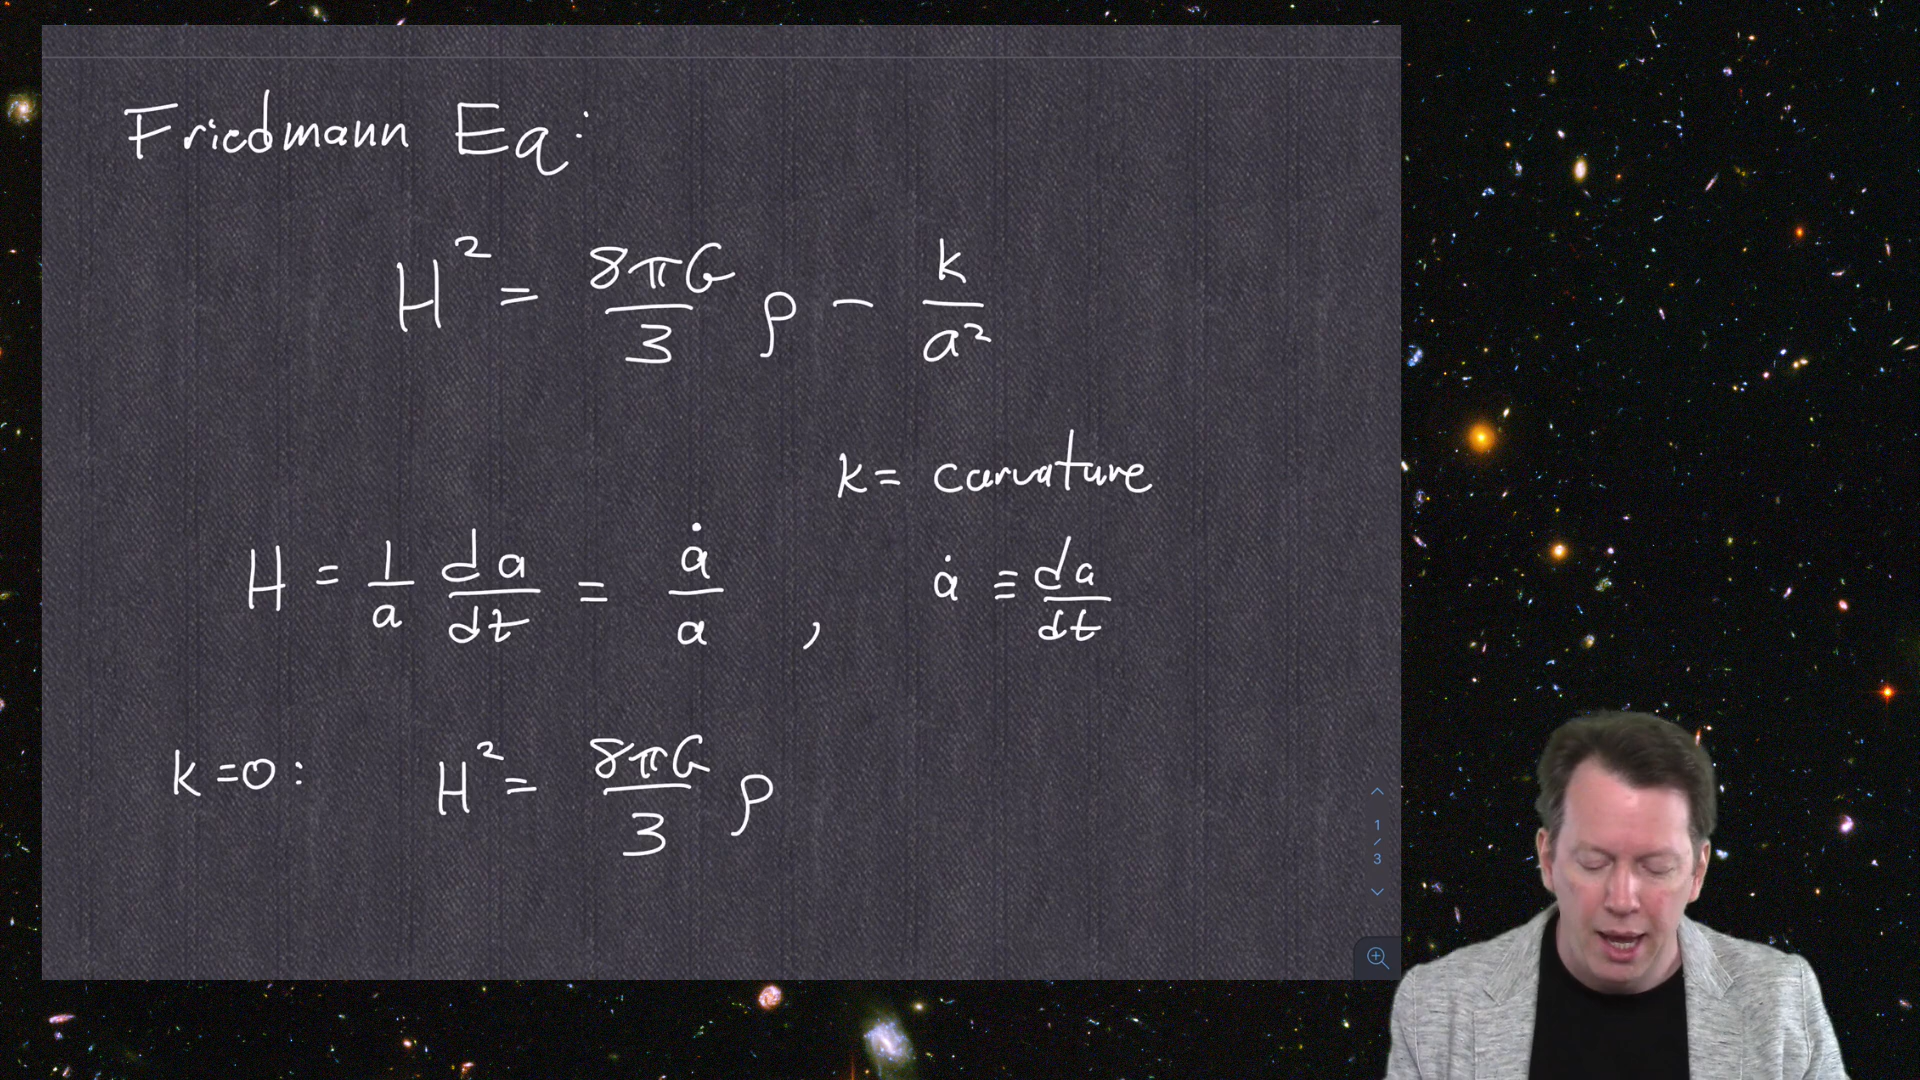 Friedmann Eq:
H² = 8πG/3 ρ − k/a²
k = curvature
H = 1/a da/dt = ȧ/a , ȧ ≡ da/dt
k=0: H² = 8πG/3 ρ
1
/
3